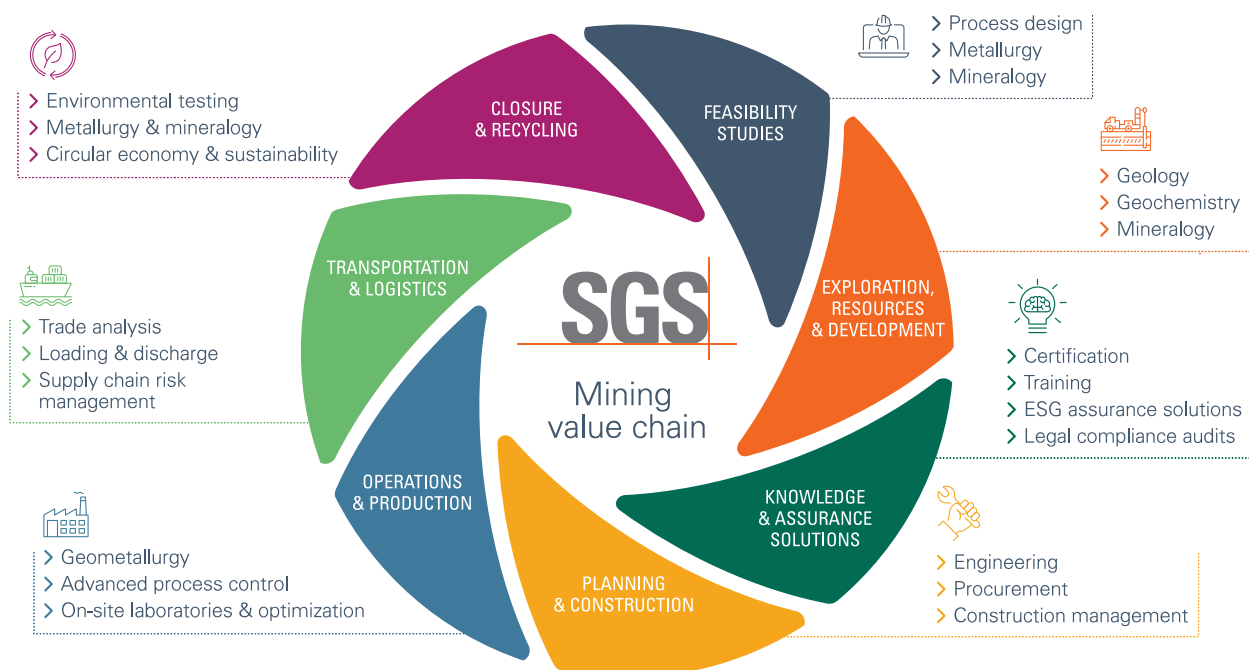 Process design
Metallurgy
Mineralogy
FEASIBILITY
STUDIES
Geology
Geochemistry
Mineralogy
EXPLORATION,
RESOURCES
& DEVELOPMENT
Certification
Training
ESG assurance solutions
Legal compliance audits
KNOWLEDGE
& ASSURANCE
SOLUTIONS
Engineering
Procurement
Construction management
PLANNING
& CONSTRUCTION
Geometallurgy
Advanced process control
On-site laboratories & optimization
OPERATIONS
& PRODUCTION
Trade analysis
Loading & discharge
Supply chain risk
management
TRANSPORTATION
& LOGISTICS
Environmental testing
Metallurgy & mineralogy
Circular economy & sustainability
CLOSURE
& RECYCLING
SGS
Mining
value chain